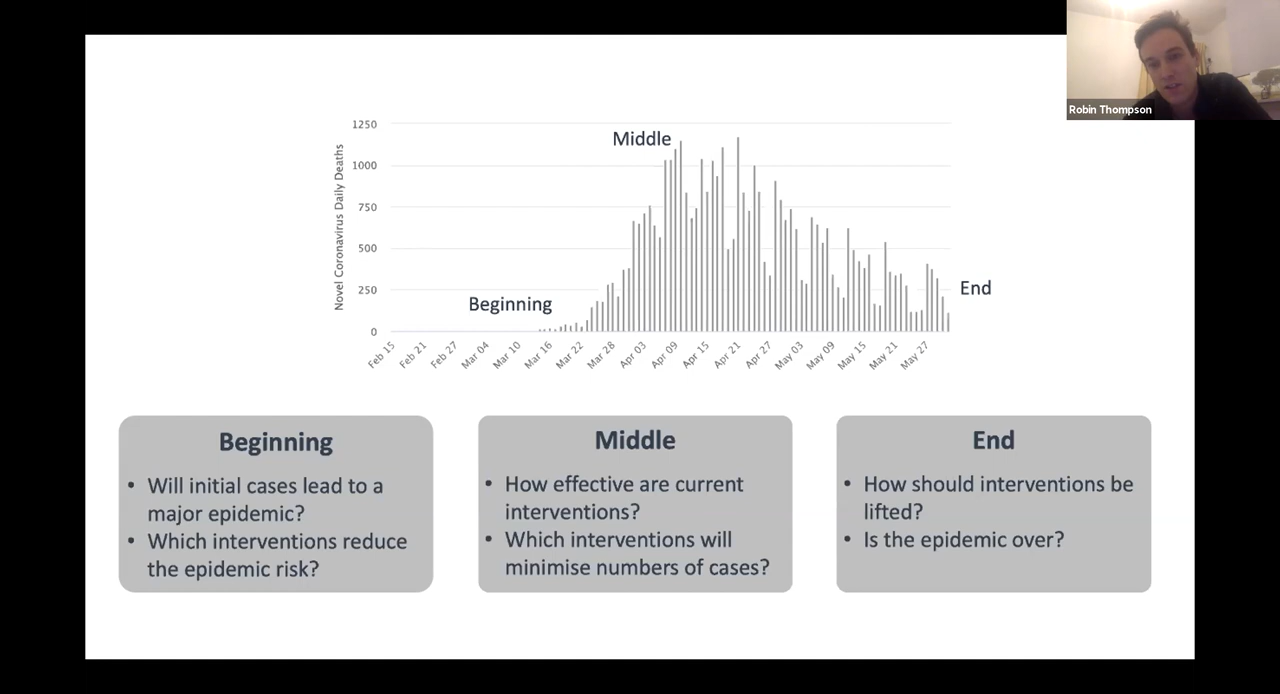 Robin Thompson
Novel Coronavirus Daily Deaths
1250
1000
750
500
250
0
Middle
Beginning
End
Feb 15
Feb 21
Feb 27
Mar 04
Mar 10
Mar 16
Mar 22
Mar 28
Apr 03
Apr 09
Apr 15
Apr 21
Apr 27
May 03
May 09
May 15
May 21
May 27
Beginning
• Will initial cases lead to a
major epidemic?
• Which interventions reduce
the epidemic risk?
Middle
• How effective are current
interventions?
• Which interventions will
minimise numbers of cases?
End
• How should interventions be
lifted?
• Is the epidemic over?